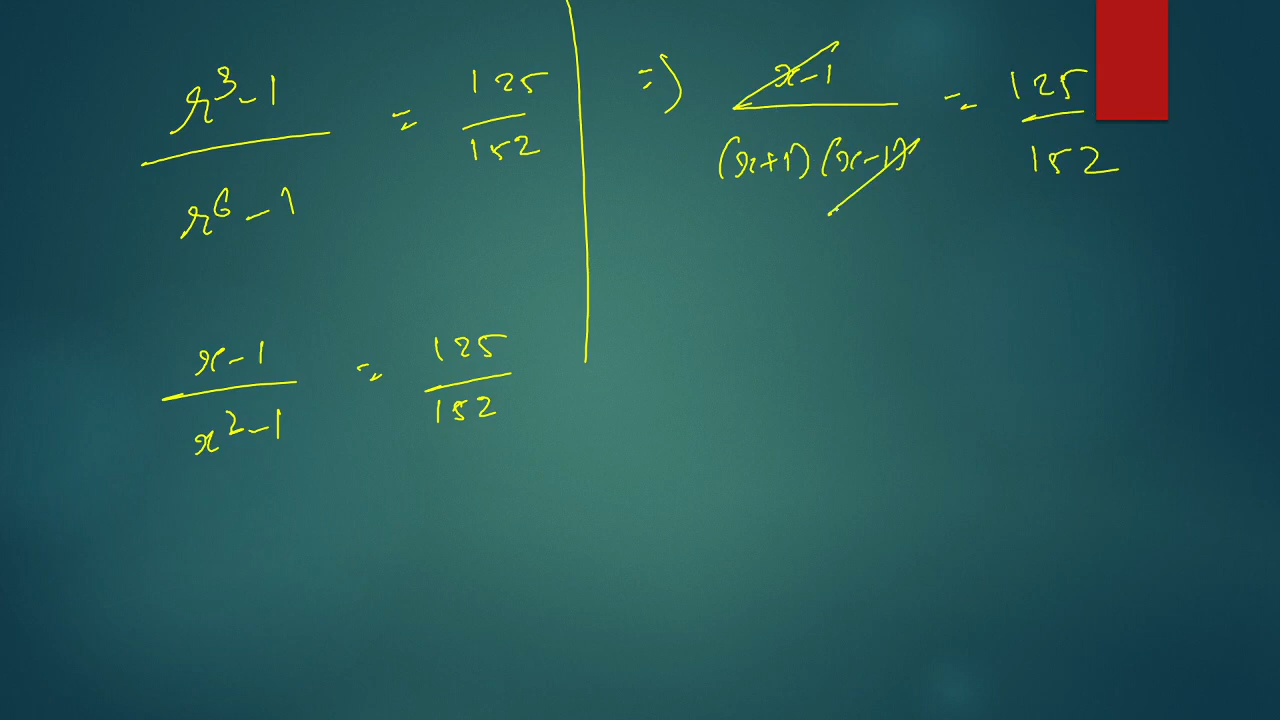 r³-1 / r⁶-1 = 125/152
x-1 / x²-1 = 125/152
=> x-1 / (x+1)(x-1) = 125/152